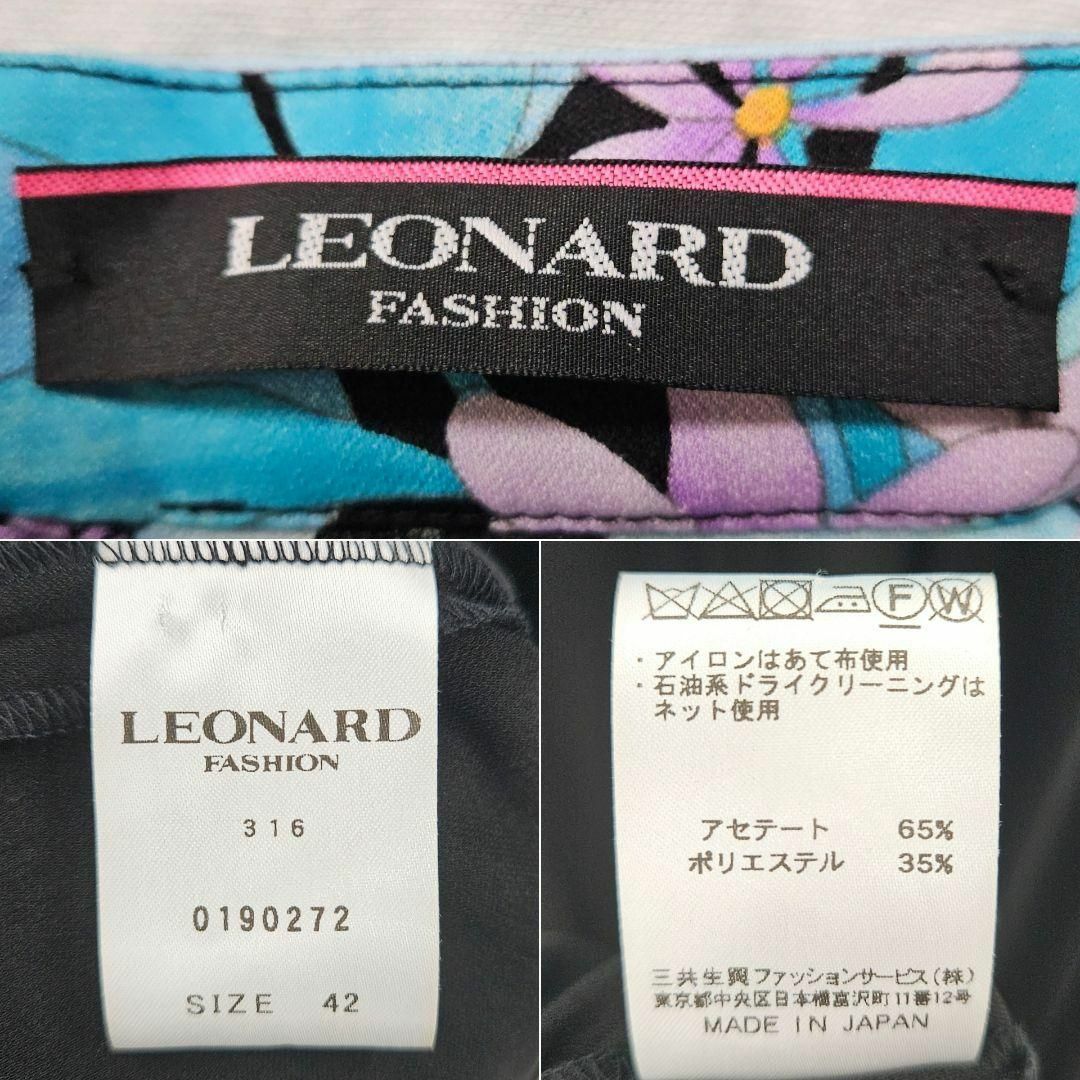 LEONARD
FASHION
LEONARD
FASHION
316
0190272
SIZE 42
F W
・アイロンはあて布使用
・石油系ドライクリーニングは
ネット使用
アセテート 65%
ポリエステル 35%
三共生興ファッションサービス(株)
東京都中央区日本橋富沢町11番12号
MADE IN JAPAN